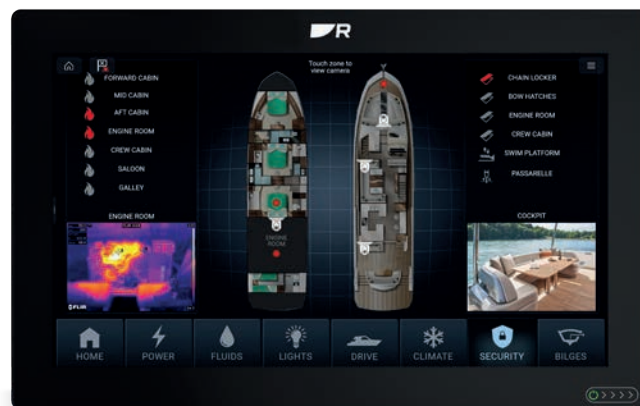 R
Touch zone to
view camera
FORWARD CABIN
MID CABIN
AFT CABIN
ENGINE ROOM
CREW CABIN
SALOON
GALLEY
ENGINE ROOM
FLIR
ENGINE
ROOM
CHAIN LOCKER
BOW HATCHES
ENGINE ROOM
CREW CABIN
SWIM PLATFORM
PASSARELLE
COCKPIT
HOME
POWER
FLUIDS
LIGHTS
DRIVE
CLIMATE
SECURITY
BILGES